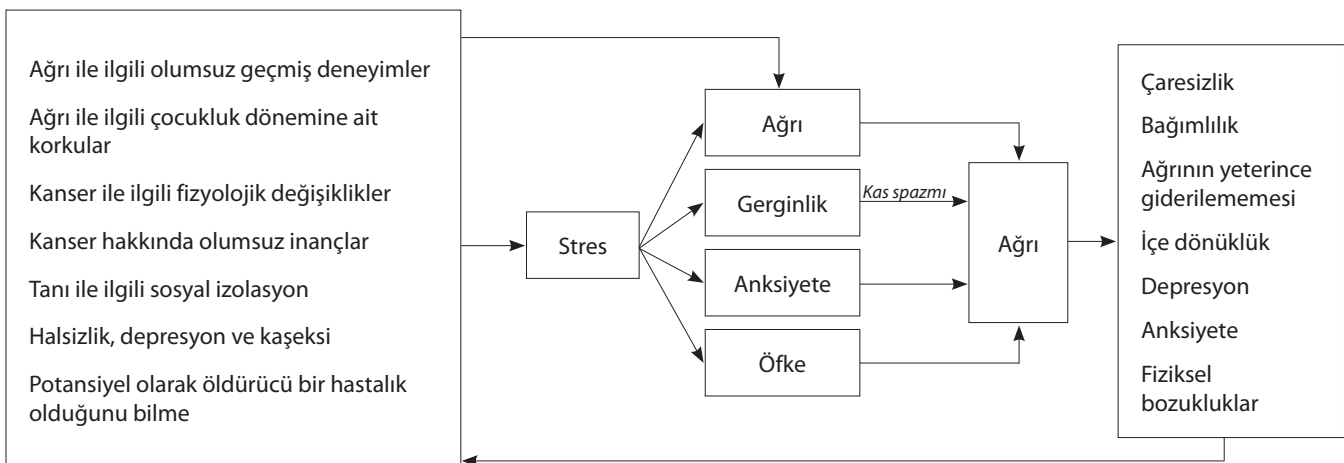 Ağrı ile ilgili olumsuz geçmiş deneyimler
Ağrı ile ilgili çocukluk dönemine ait
korkular
Kanser ile ilgili fizyolojik değişiklikler
Kanser hakkında olumsuz inançlar
Tanı ile ilgili sosyal izolasyon
Halsizlik, depresyon ve kaşeksi
Potansiyel olarak öldürücü bir hastalık
olduğunu bilme
Stres
Ağrı
Gerginlik
Kas spazmı
Anksiyete
Öfke
Ağrı
Çaresizlik
Bağımlılık
Ağrının yeterince
giderilememesi
İçe dönüklük
Depresyon
Anksiyete
Fiziksel
bozukluklar